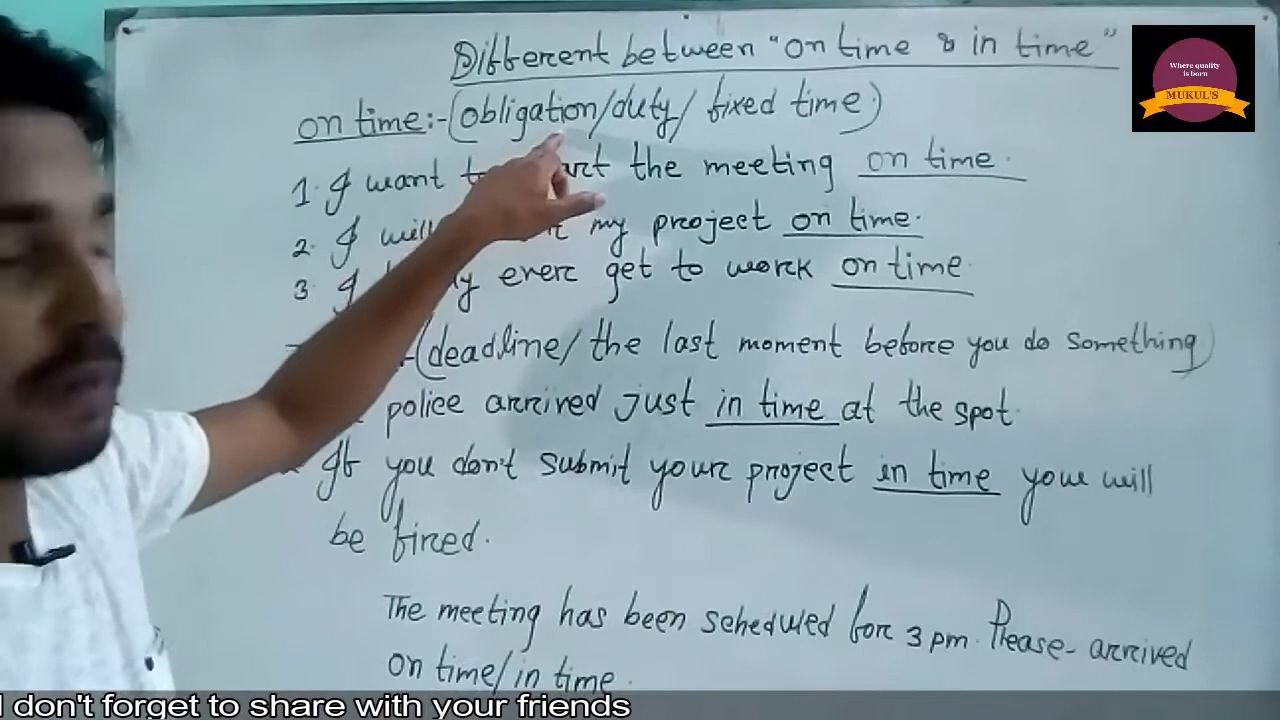 Different between "on time & in time"
on time:- (obligation/duty/ fixed time)
1. I want the meeting on time.
2. I will my project on time.
3. I ever get to work on time.
(deadline/ the last moment before you do something)
police arrived just in time at the spot.
If you don't submit your project in time you will
be fired.
The meeting has been scheduled for 3 pm. Please arrived
on time/in time.
Where quality
is born
MUKUL'S
don't forget to share with your friends